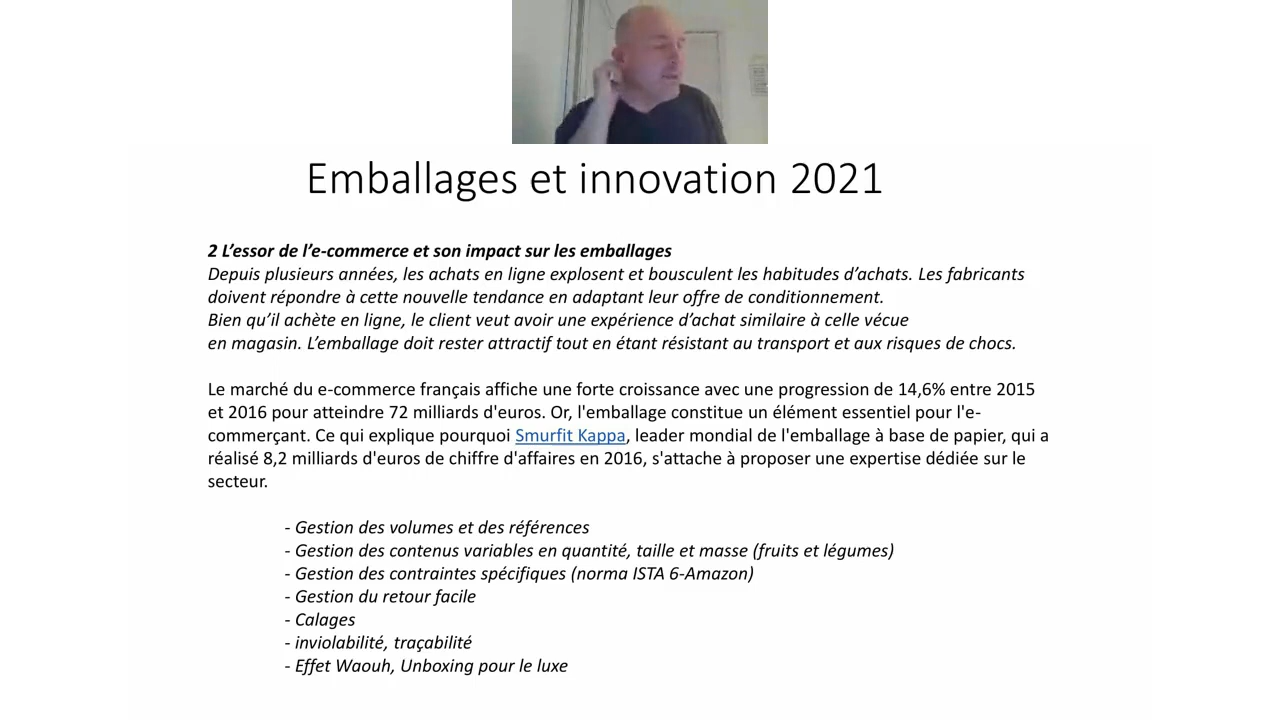 Emballages et innovation 2021
2 L’essor de l’e-commerce et son impact sur les emballages
Depuis plusieurs années, les achats en ligne explosent et bousculent les habitudes d’achats. Les fabricants
doivent répondre à cette nouvelle tendance en adaptant leur offre de conditionnement.
Bien qu’il achète en ligne, le client veut avoir une expérience d’achat similaire à celle vécue
en magasin. L’emballage doit rester attractif tout en étant résistant au transport et aux risques de chocs.
Le marché du e-commerce français affiche une forte croissance avec une progression de 14,6% entre 2015
et 2016 pour atteindre 72 milliards d'euros. Or, l'emballage constitue un élément essentiel pour l'e-
commerçant. Ce qui explique pourquoi Smurfit Kappa, leader mondial de l'emballage à base de papier, qui a
réalisé 8,2 milliards d'euros de chiffre d'affaires en 2016, s'attache à proposer une expertise dédiée sur le
secteur.
- Gestion des volumes et des références
- Gestion des contenus variables en quantité, taille et masse (fruits et légumes)
- Gestion des contraintes spécifiques (norma ISTA 6-Amazon)
- Gestion du retour facile
- Calages
- inviolabilité, traçabilité
- Effet Waouh, Unboxing pour le luxe